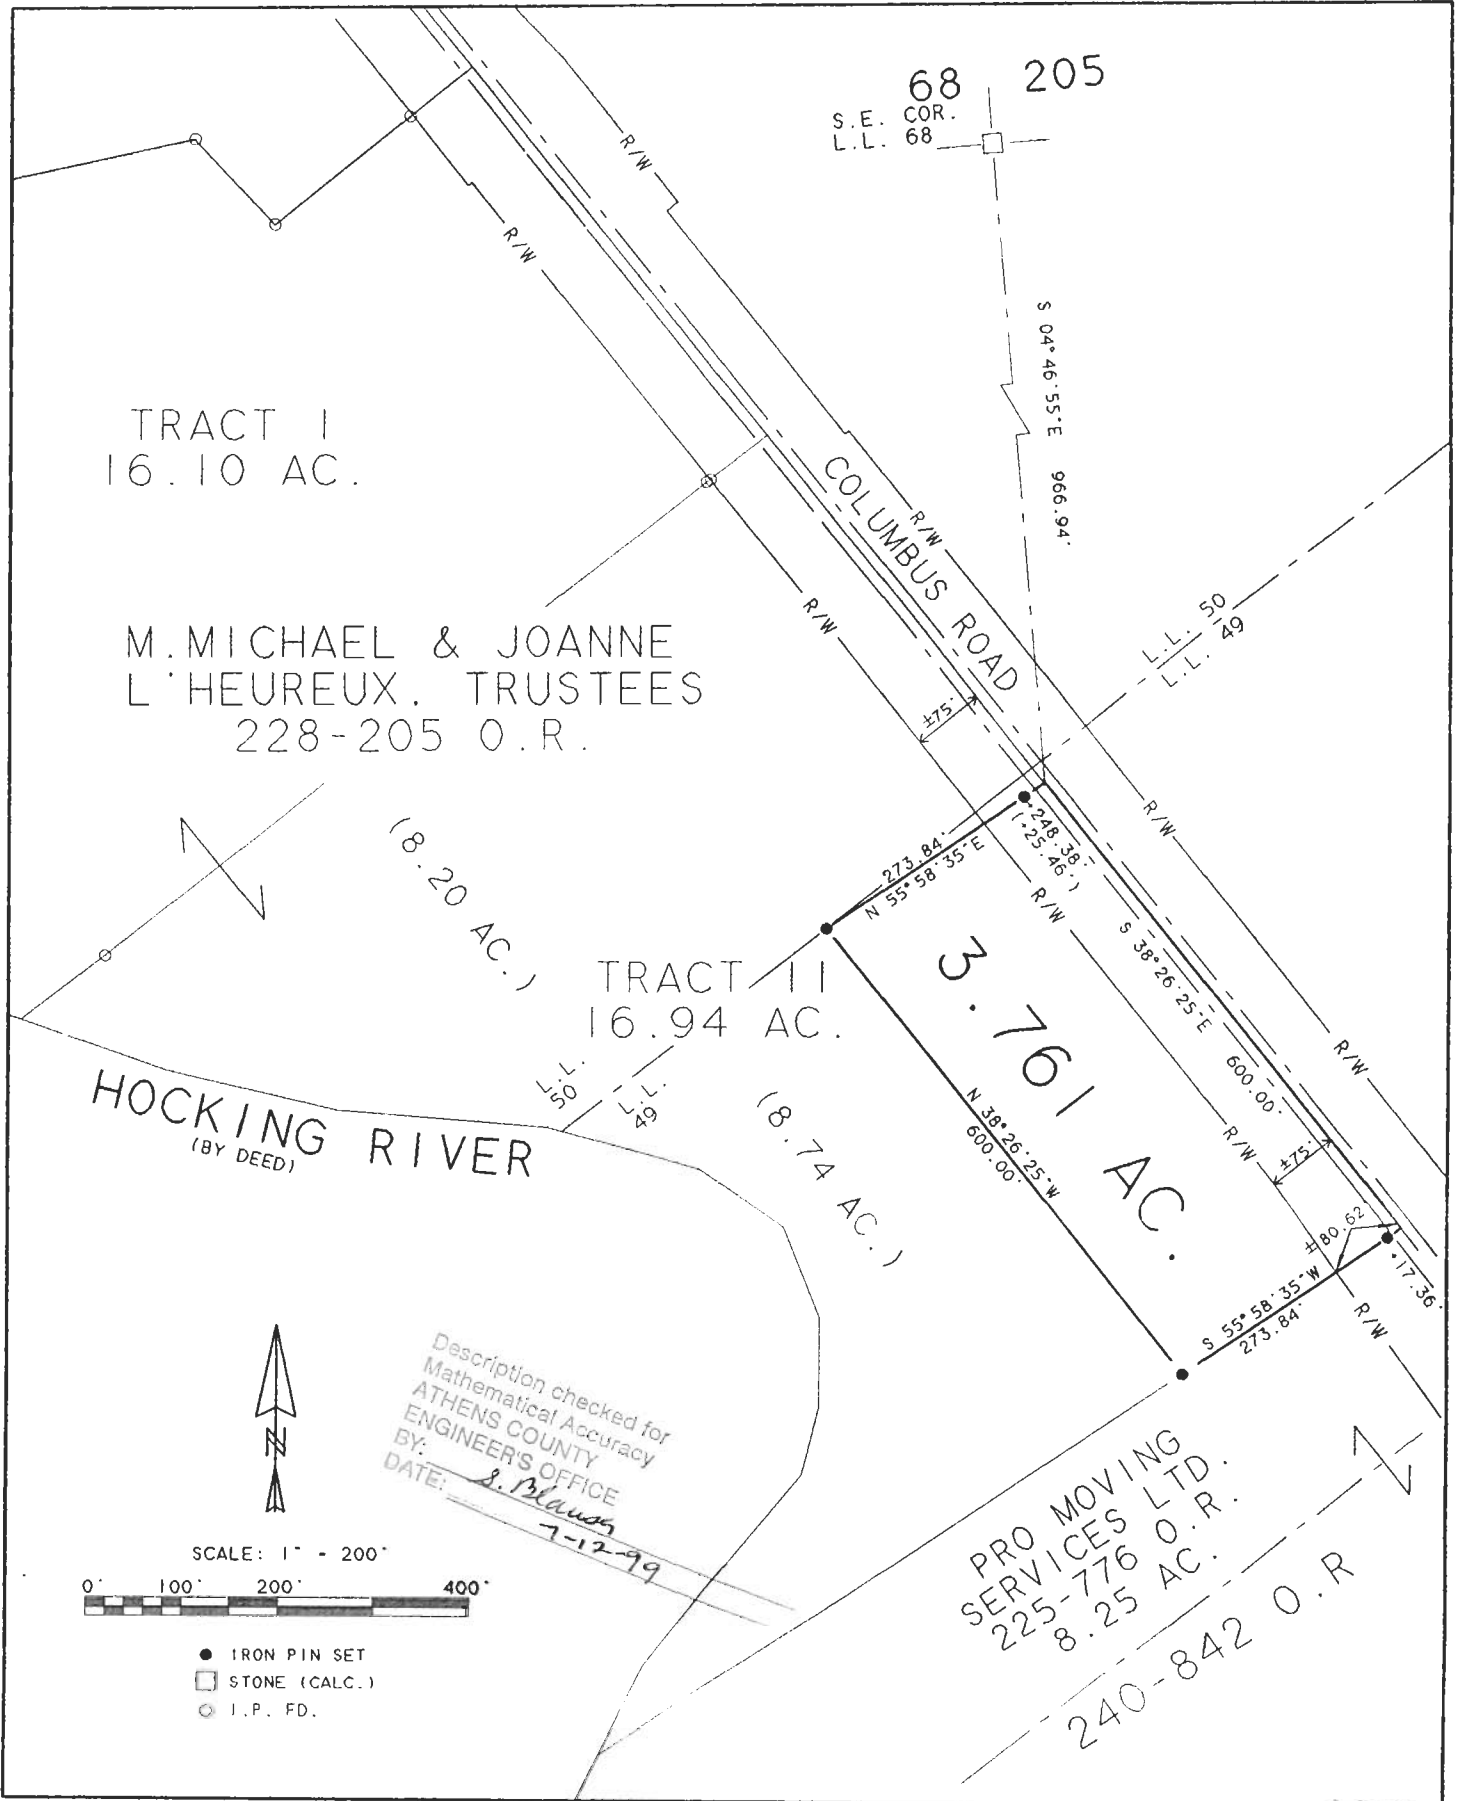 68 205
S.E. COR.
L.L. 68
R/W
R/W
S 04°46'55"E 966.94'
TRACT I
16.10 AC.
COLUMBUS ROAD
R/W
R/W
L.L. 50
L.L. 49
M.MICHAEL & JOANNE
L'HEUREUX, TRUSTEES
228-205 O.R.
±75'
R/W
273.84'
N 55°58'35"E
+248.38'
(+25.46')
R/W
(8.20 AC.)
S 38°26'25"E 600.00'
TRACT II
16.94 AC.
3.761 AC.
R/W
L.L.
50
L.L.
49
HOCKING RIVER
(BY DEED)
(8.74 AC.)
N 38°26'25"W
600.00'
R/W
±75'
±80.62'
+17.36'
S 55°58'35"W
273.84'
R/W
N
Description checked for
Mathematical Accuracy
ATHENS COUNTY
ENGINEER'S OFFICE
BY:
DATE: 7-12-99
PRO MOVING
SERVICES LTD.
225-776 O.R.
8.25 AC.
240-842 O.R
SCALE: 1" - 200'
0' 100' 200' 400'
IRON PIN SET
STONE (CALC.)
I.P. FD.